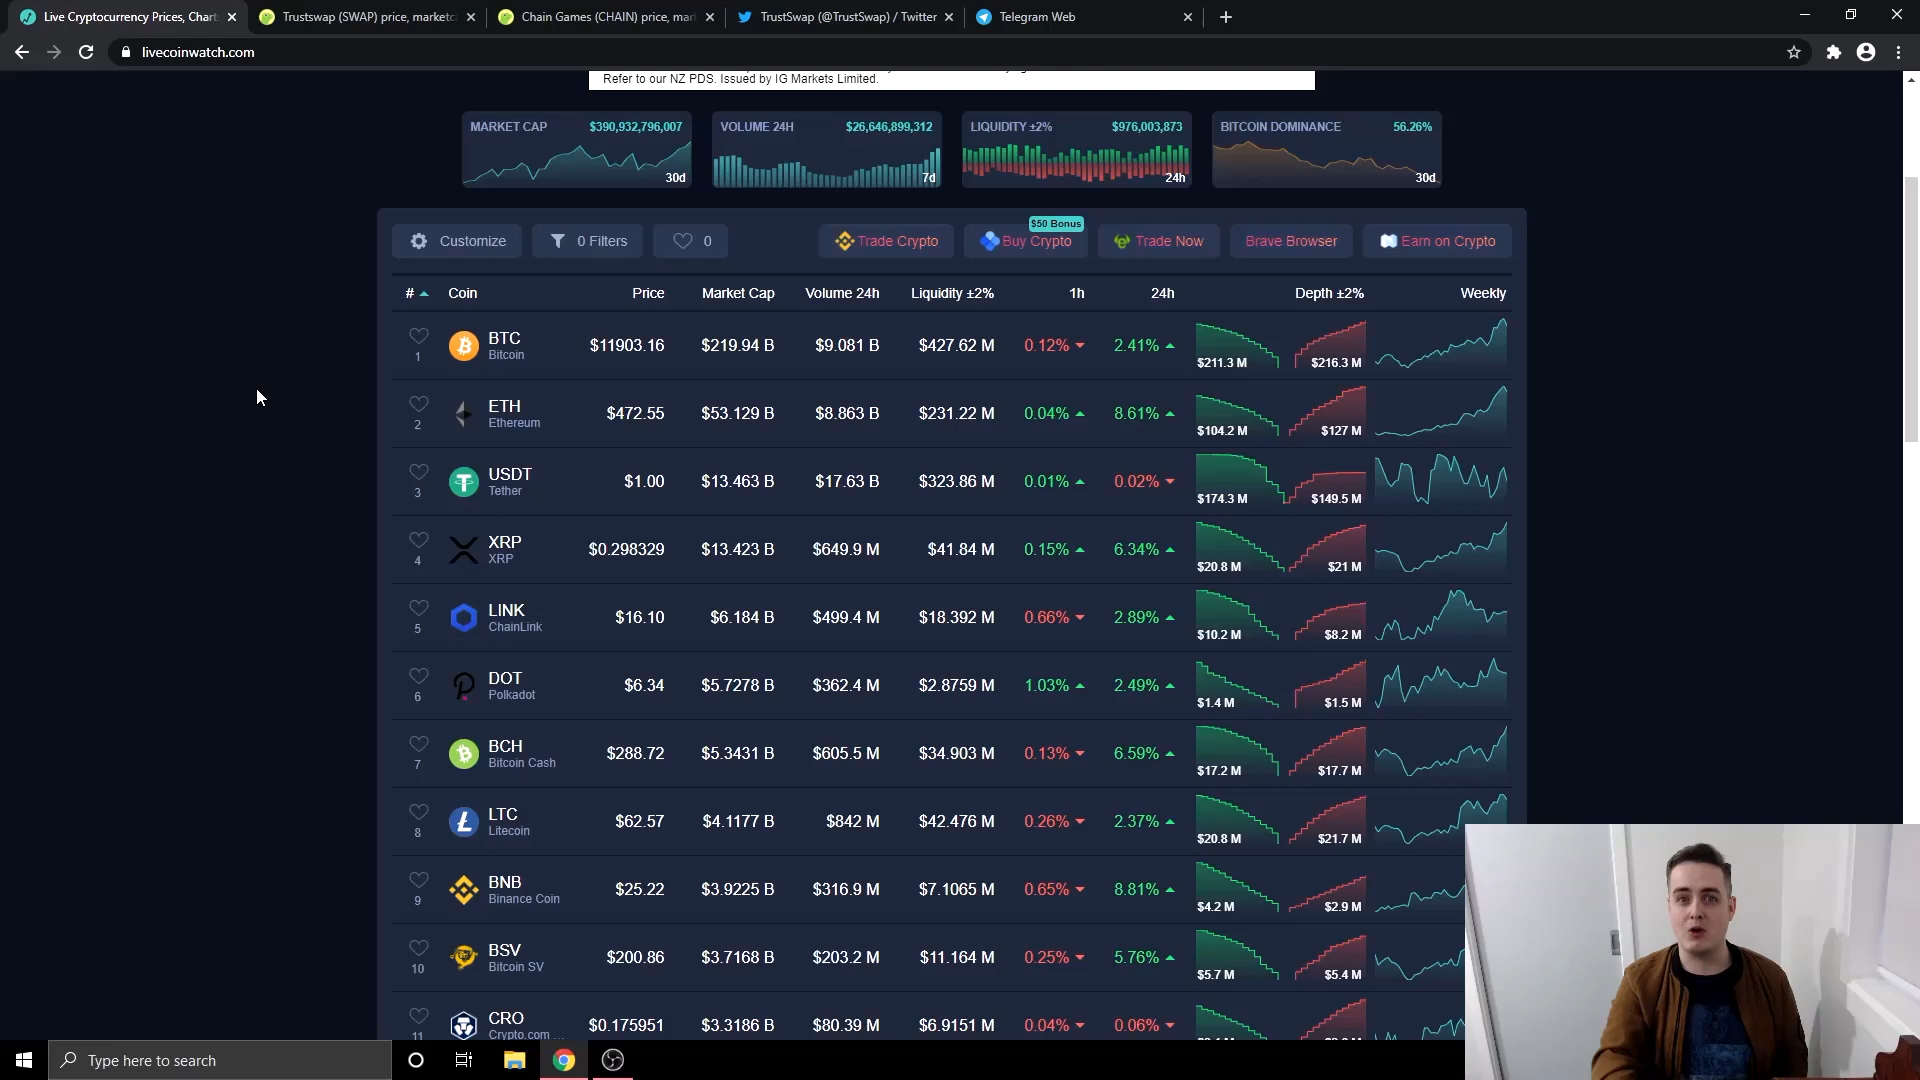 Live Cryptocurrency Prices, Chart
Trustswap (SWAP) price, marketc
Chain Games (CHAIN) price, mar
TrustSwap (@TrustSwap) / Twitter
Telegram Web
livecoinwatch.com
Refer to our NZ PDS. Issued by IG Markets Limited.
MARKET CAP $390,932,796,007
30d
VOLUME 24H $26,646,899,312
7d
LIQUIDITY ±2% $976,003,873
24h
BITCOIN DOMINANCE 56.26%
30d
$50 Bonus
Customize 0 Filters 0 Trade Crypto Buy Crypto Trade Now Brave Browser Earn on Crypto
# Coin Price Market Cap Volume 24h Liquidity ±2% 1h 24h Depth ±2% Weekly
1 BTC Bitcoin $11903.16 $219.94 B $9.081 B $427.62 M 0.12% 2.41% $211.3 M $216.3 M
2 ETH Ethereum $472.55 $53.129 B $8.863 B $231.22 M 0.04% 8.61% $104.2 M $127 M
3 USDT Tether $1.00 $13.463 B $17.63 B $323.86 M 0.01% 0.02% $174.3 M $149.5 M
4 XRP XRP $0.298329 $13.423 B $649.9 M $41.84 M 0.15% 6.34% $20.8 M $21 M
5 LINK ChainLink $16.10 $6.184 B $499.4 M $18.392 M 0.66% 2.89% $10.2 M $8.2 M
6 DOT Polkadot $6.34 $5.7278 B $362.4 M $2.8759 M 1.03% 2.49% $1.4 M $1.5 M
7 BCH Bitcoin Cash $288.72 $5.3431 B $605.5 M $34.903 M 0.13% 6.59% $17.2 M $17.7 M
8 LTC Litecoin $62.57 $4.1177 B $842 M $42.476 M 0.26% 2.37% $20.8 M $21.7 M
9 BNB Binance Coin $25.22 $3.9225 B $316.9 M $7.1065 M 0.65% 8.81% $4.2 M $2.9 M
10 BSV Bitcoin SV $200.86 $3.7168 B $203.2 M $11.164 M 0.25% 5.76% $5.7 M $5.4 M
11 CRO Crypto.com ... $0.175951 $3.3186 B $80.39 M $6.9151 M 0.04% 0.06%
Type here to search